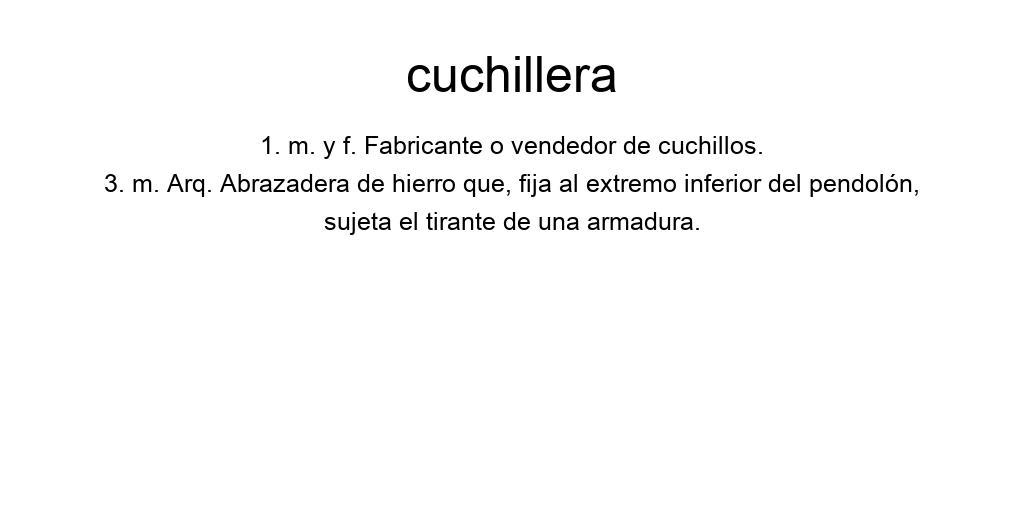 cuchillera
1. m. y f. Fabricante o vendedor de cuchillos.
3. m. Arq. Abrazadera de hierro que, fija al extremo inferior del pendolón,
sujeta el tirante de una armadura.